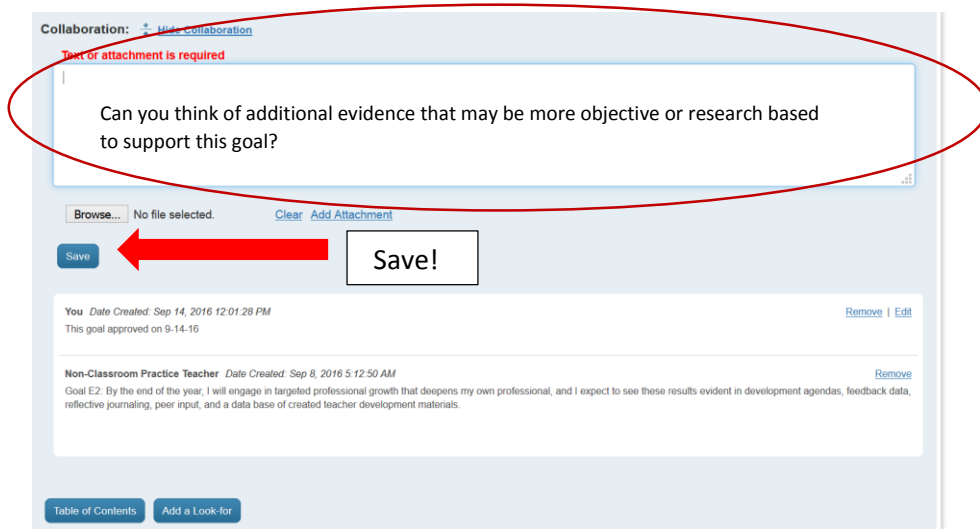 Collaboration: Hide Collaboration
Text or attachment is required
Can you think of additional evidence that may be more objective or research based
to support this goal?
Browse... No file selected. Clear Add Attachment
Save
Save!
You Date Created: Sep 14, 2016 12:01:28 PM Remove | Edit
This goal approved on 9-14-16
Non-Classroom Practice Teacher Date Created: Sep 8, 2016 5:12:50 AM Remove
Goal E2: By the end of the year, I will engage in targeted professional growth that deepens my own professional, and I expect to see these results evident in development agendas, feedback data,
reflective journaling, peer input, and a data base of created teacher development materials.
Table of Contents Add a Look-for